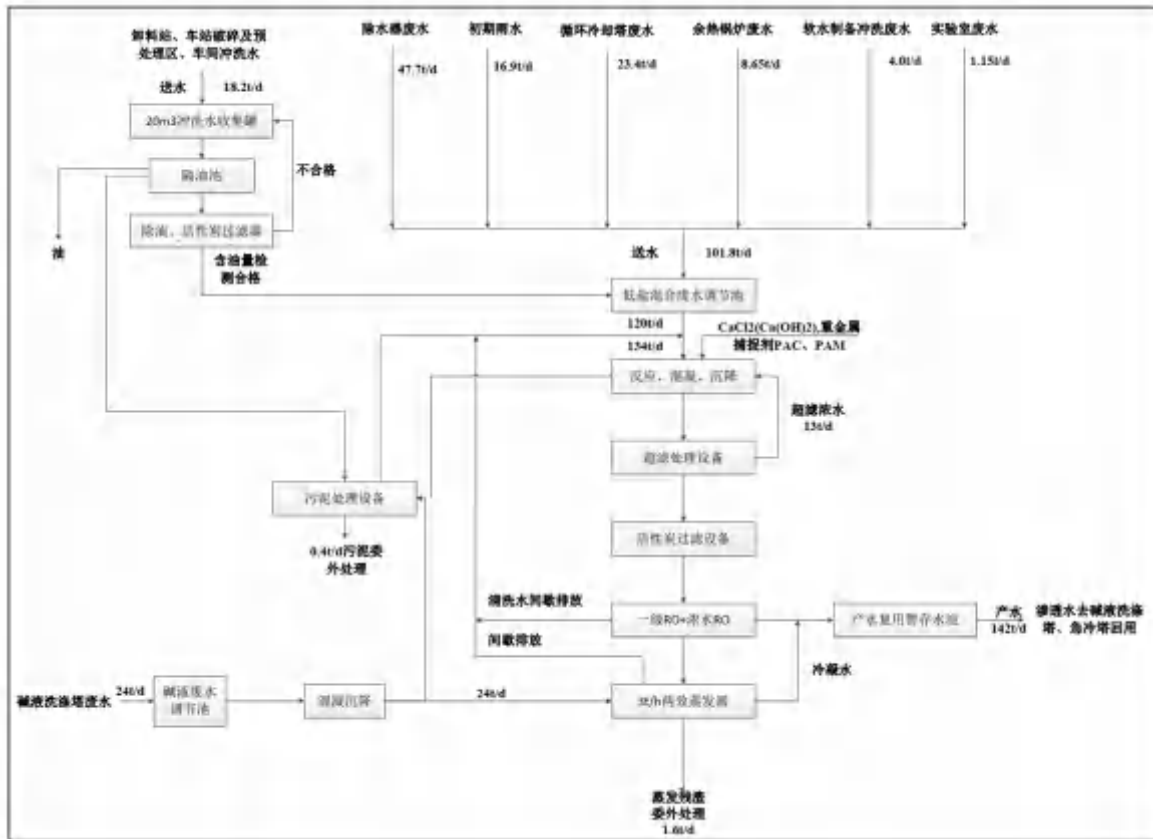 卸料站、车站破碎及预
处理区、车间冲洗水
送水 18.2t/d
20m3冲洗水收集罐
隔油池
不合格
除油、活性炭过滤器
油
含油量检
测合格
除水器废水
47.7t/d
初期雨水
16.9t/d
循环冷却塔废水
23.4t/d
余热锅炉废水
8.65t/d
软水制备冲洗废水
4.0t/d
实验室废水
1.15t/d
送水 101.8t/d
低盐混合废水调节池
120t/d
134t/d
CaCl2(Ca(OH)2),重金属
捕捉剂PAC、PAM
反应、混凝、沉降
超滤浓水
13t/d
超滤处理设备
污泥处理设备
0.4t/d污泥委
外处理
活性炭过滤设备
清洗水间歇排放
一级RO+浓水RO
产水复用暂存水池
产水
142t/d
渗透水去碱液洗涤
塔、急冷塔回用
间歇排放
冷凝水
碱液洗涤塔废水
24t/d
碱液废水
调节池
混凝沉降
24t/d
3t/h两效蒸发器
蒸发残渣
委外处理
1.6t/d